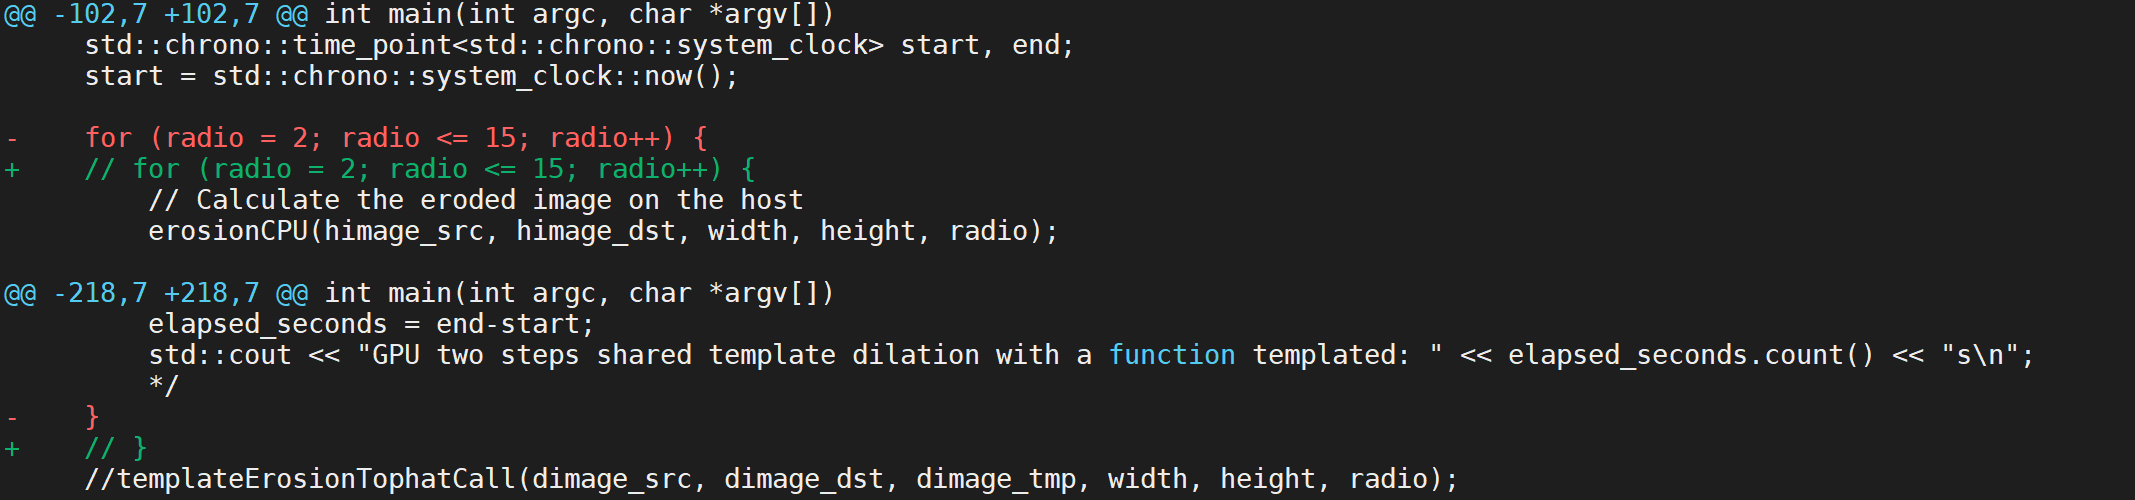 @@ -102,7 +102,7 @@ int main(int argc, char *argv[])
     std::chrono::time_point<std::chrono::system_clock> start, end;
     start = std::chrono::system_clock::now();

-    for (radio = 2; radio <= 15; radio++) {
+    // for (radio = 2; radio <= 15; radio++) {
         // Calculate the eroded image on the host
         erosionCPU(himage_src, himage_dst, width, height, radio);

@@ -218,7 +218,7 @@ int main(int argc, char *argv[])
         elapsed_seconds = end-start;
         std::cout << "GPU two steps shared template dilation with a function templated: " << elapsed_seconds.count() << "s\n";
         */
-    }
+    // }
     //templateErosionTophatCall(dimage_src, dimage_dst, dimage_tmp, width, height, radio);